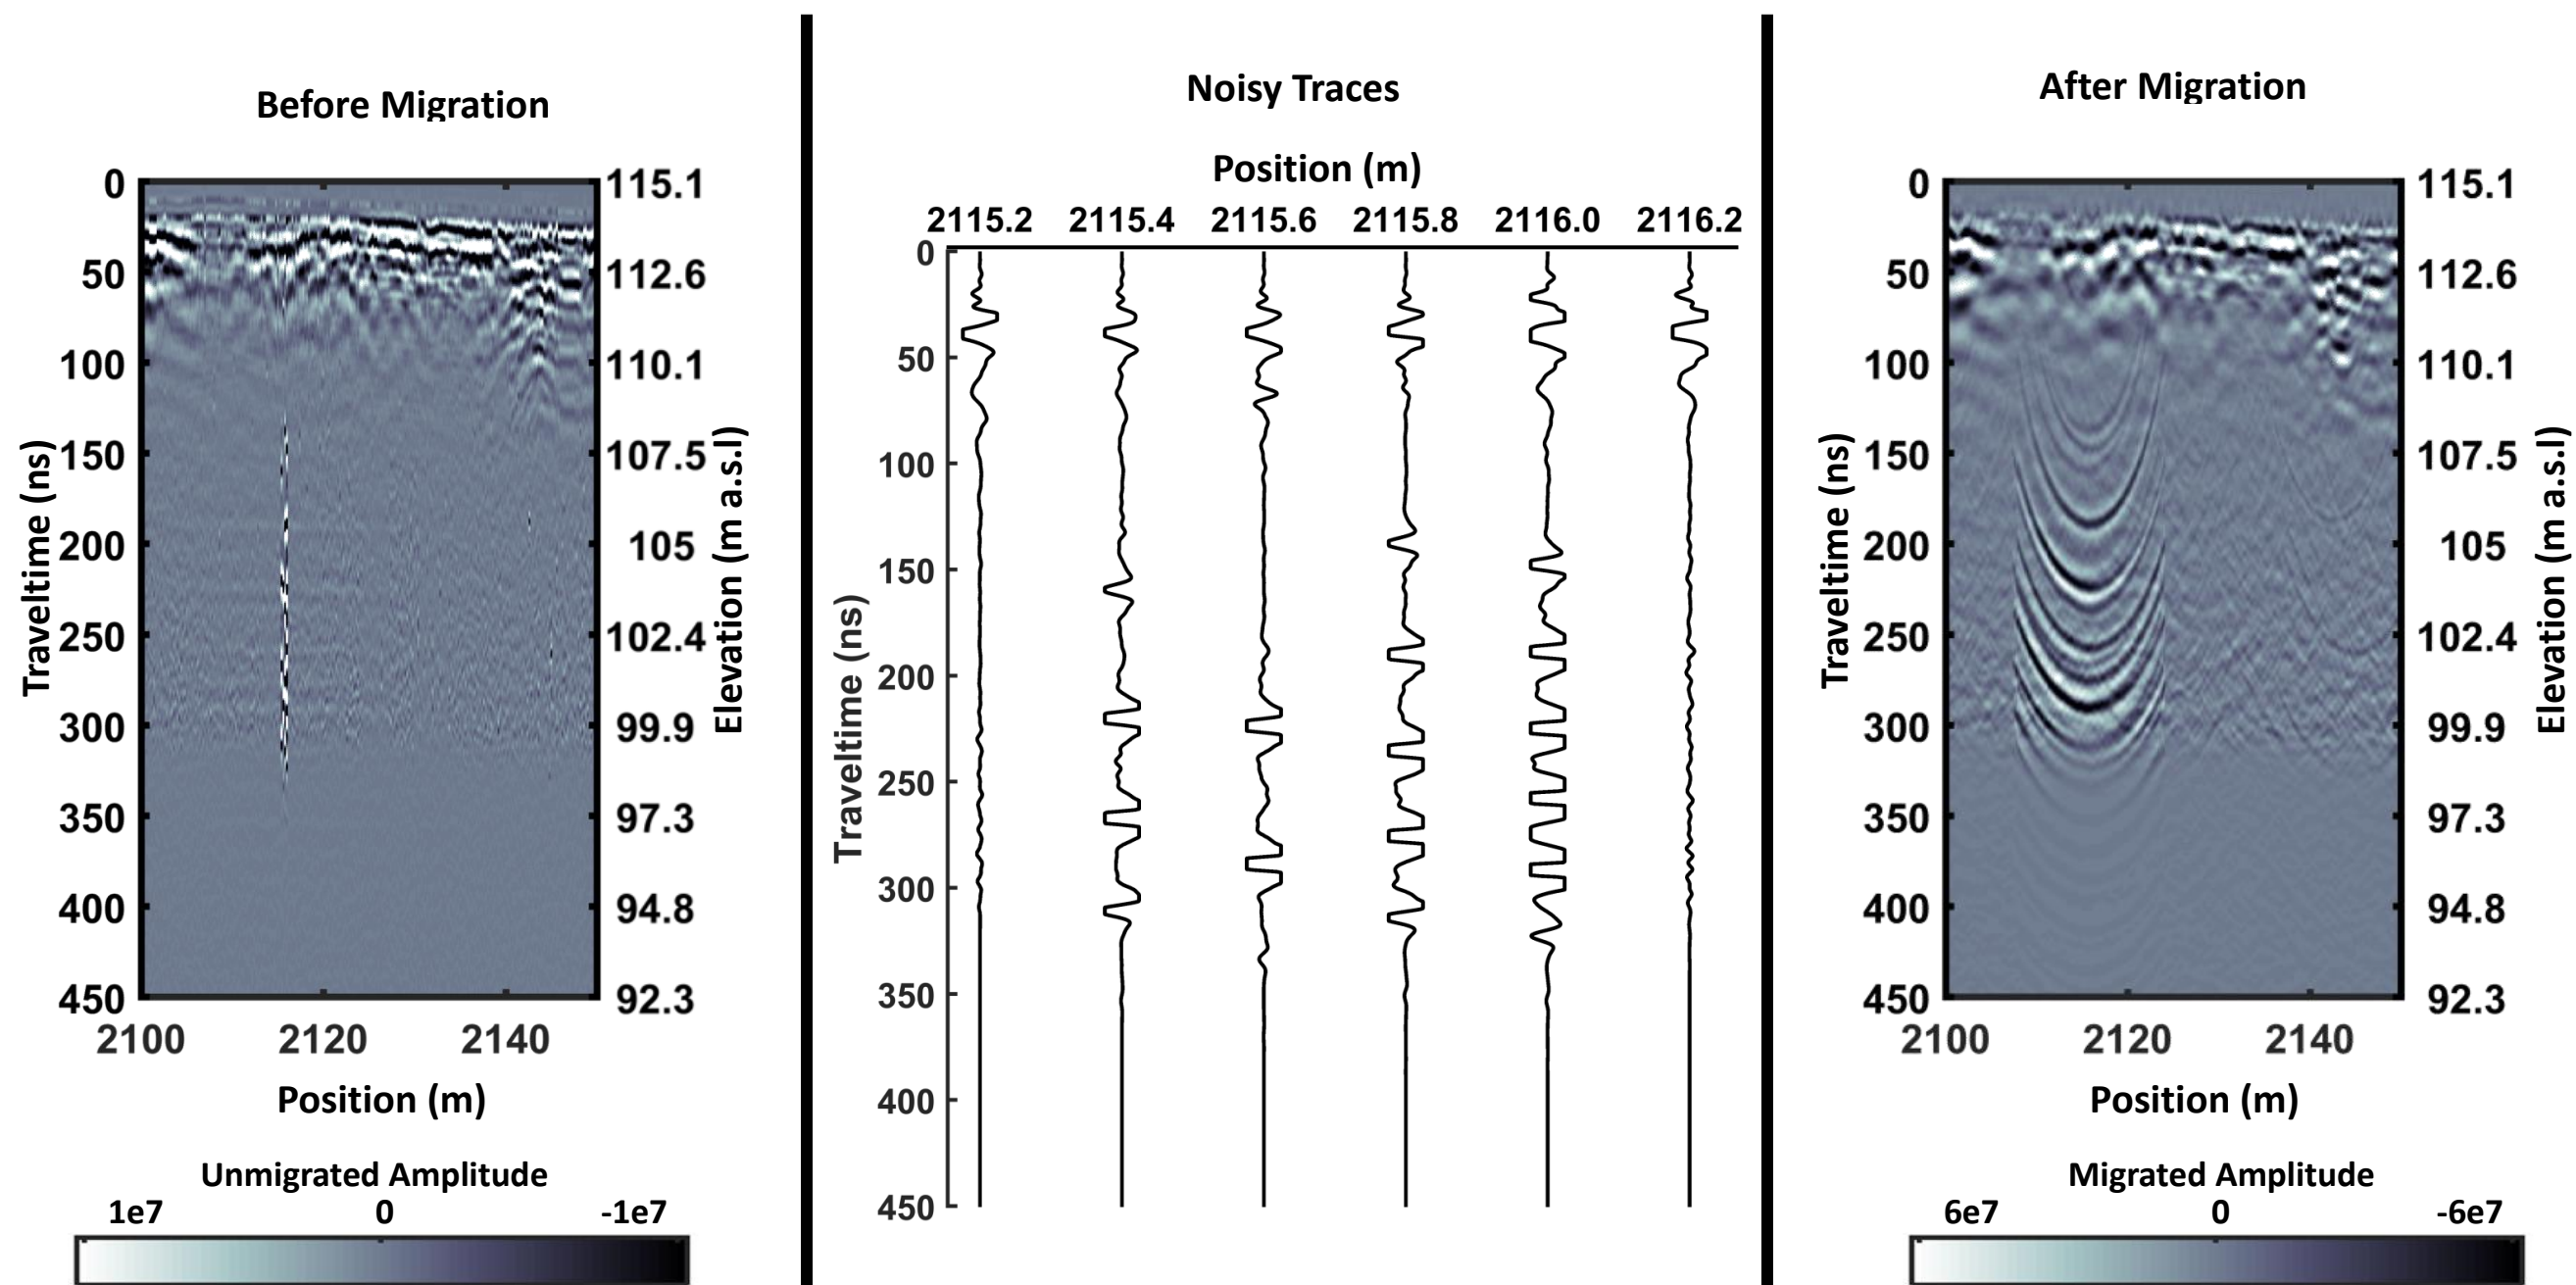 Before Migration
0
50
100
150
200
250
300
350
400
450
Traveltime (ns)
115.1
112.6
110.1
107.5
105
102.4
99.9
97.3
94.8
92.3
Elevation (m a.s.l)
2100 2120 2140
Position (m)
Unmigrated Amplitude
1e7 0 -1e7
Noisy Traces
Position (m)
2115.2 2115.4 2115.6 2115.8 2116.0 2116.2
0
50
100
150
200
250
300
350
400
450
Traveltime (ns)
After Migration
0
50
100
150
200
250
300
350
400
450
Traveltime (ns)
115.1
112.6
110.1
107.5
105
102.4
99.9
97.3
94.8
92.3
Elevation (m a.s.l)
2100 2120 2140
Position (m)
Migrated Amplitude
6e7 0 -6e7